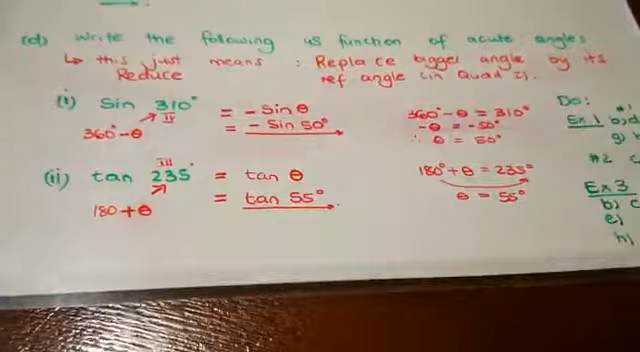 (d) Write the following as function of acute angles
↳ this just means : Replace bigger angle by its
Reduce ref angle (in Quad I).
(i) Sin 310° = - Sin θ
IV
360° - θ = - Sin 50°
360° - θ = 310°
- θ = - 50°
∴ θ = 50°
(ii) tan 235° = tan θ
III
180 + θ = tan 55°.
180° + θ = 235°
θ = 55°
Do:
#1
Ex 1 b) d
g)
#2 c
Ex 3
b) c
e)
h)